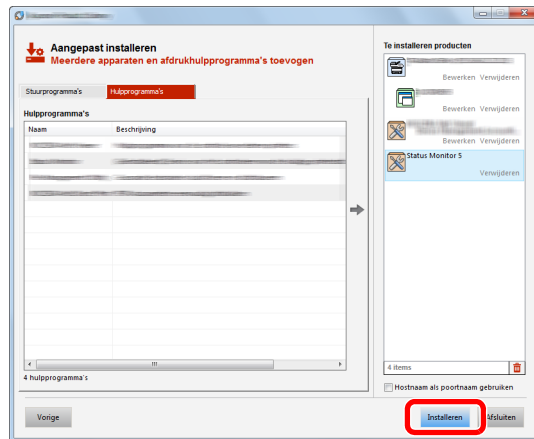 Aangepast installeren
Meerdere apparaten en afdrukhulpprogramma's toevogen
Stuurprogramma's
Hulpprogramma's
Hulpprogramma's
Naam
Beschrijving
4 hulpprogramma's
Te installeren producten
Bewerken Verwijderen
Bewerken Verwijderen
Bewerken Verwijderen
Status Monitor 5
Verwijderen
4 items
Hostnaam als poortnaam gebruiken
Vorige
Installeren
Afsluiten